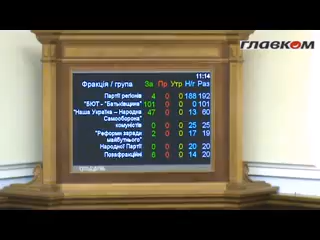 ГЛАВКОМ
11:14
Фракція / група За Пр Утр Н/г Раз
Партії регіонів 4 0 0 188 192
"БЮТ - "Батьківщина" 101 0 0 0 101
"Наша Україна – Народна Самооборона" 47 0 0 13 60
комуністів 0 0 0 25 25
"Реформи заради майбутнього" 2 0 0 17 19
Народної Партії 0 0 0 20 20
Позафракційні 6 0 0 14 20